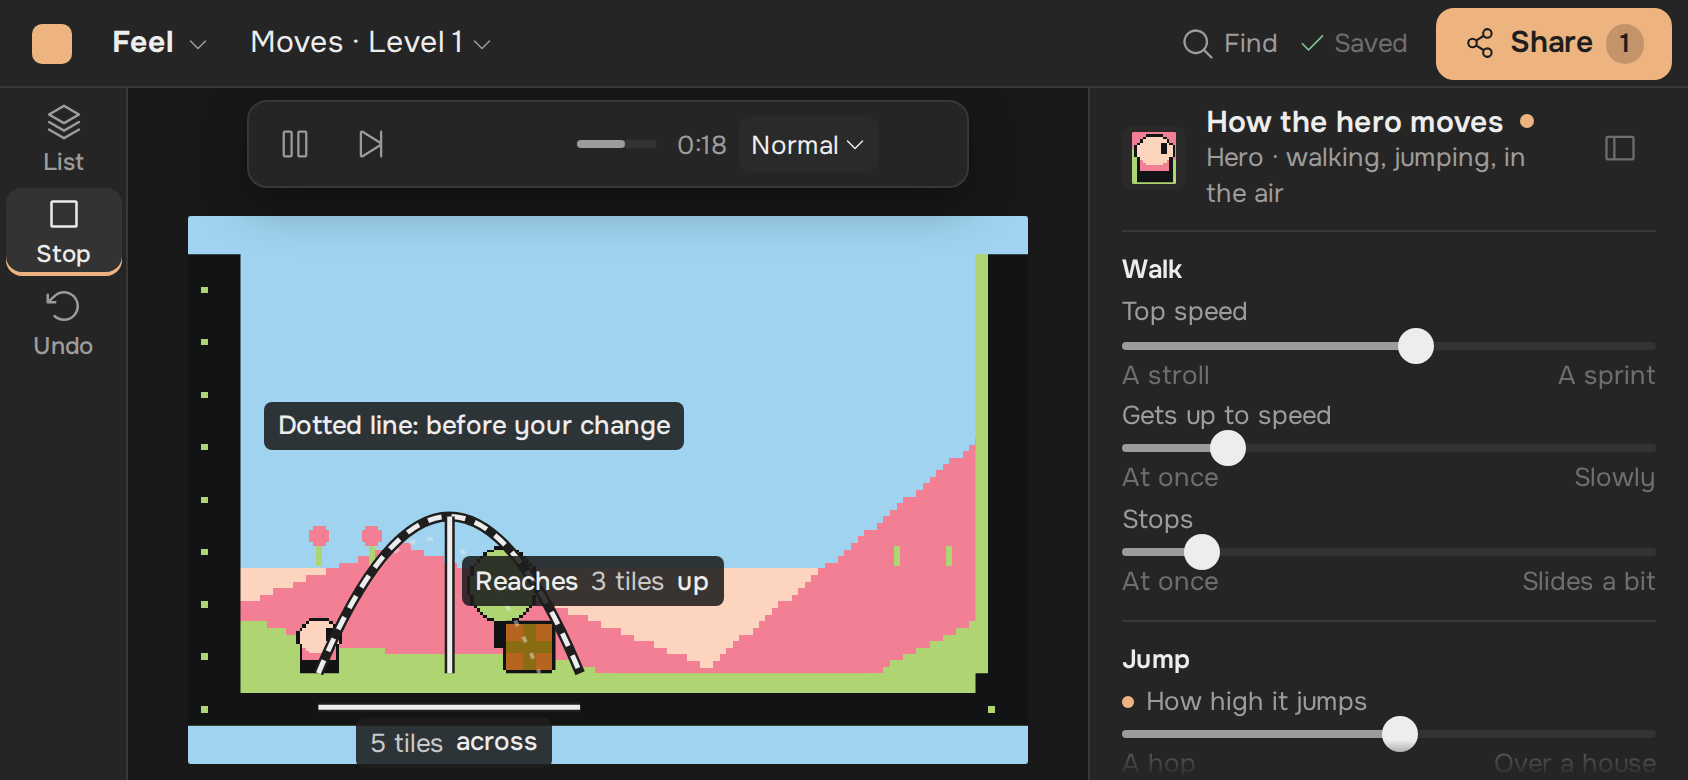 Feel
Moves · Level 1
Find
Saved
Share 1
List
Stop
Undo
0:18
Normal
Dotted line: before your change
Reaches 3 tiles up
5 tiles across
How the hero moves
Hero · walking, jumping, in
the air
Walk
Top speed
A stroll A sprint
Gets up to speed
At once Slowly
Stops
At once Slides a bit
Jump
How high it jumps
A hop Over a house